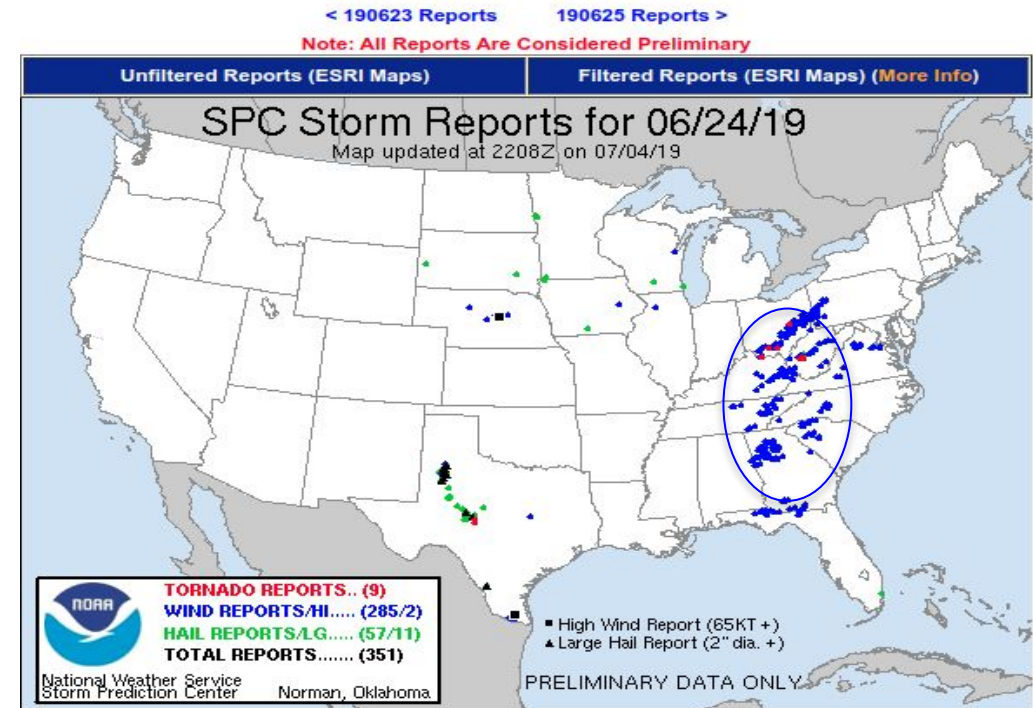 < 190623 Reports 190625 Reports >
Note: All Reports Are Considered Preliminary
Unfiltered Reports (ESRI Maps) Filtered Reports (ESRI Maps) (More Info)
SPC Storm Reports for 06/24/19
Map updated at 2208Z on 07/04/19
NOAA
TORNADO REPORTS.. (9)
WIND REPORTS/HI..... (285/2)
HAIL REPORTS/LG..... (57/11)
TOTAL REPORTS....... (351)
National Weather Service
Storm Prediction Center Norman, Oklahoma
High Wind Report (65KT +)
Large Hail Report (2" dia. +)
PRELIMINARY DATA ONLY